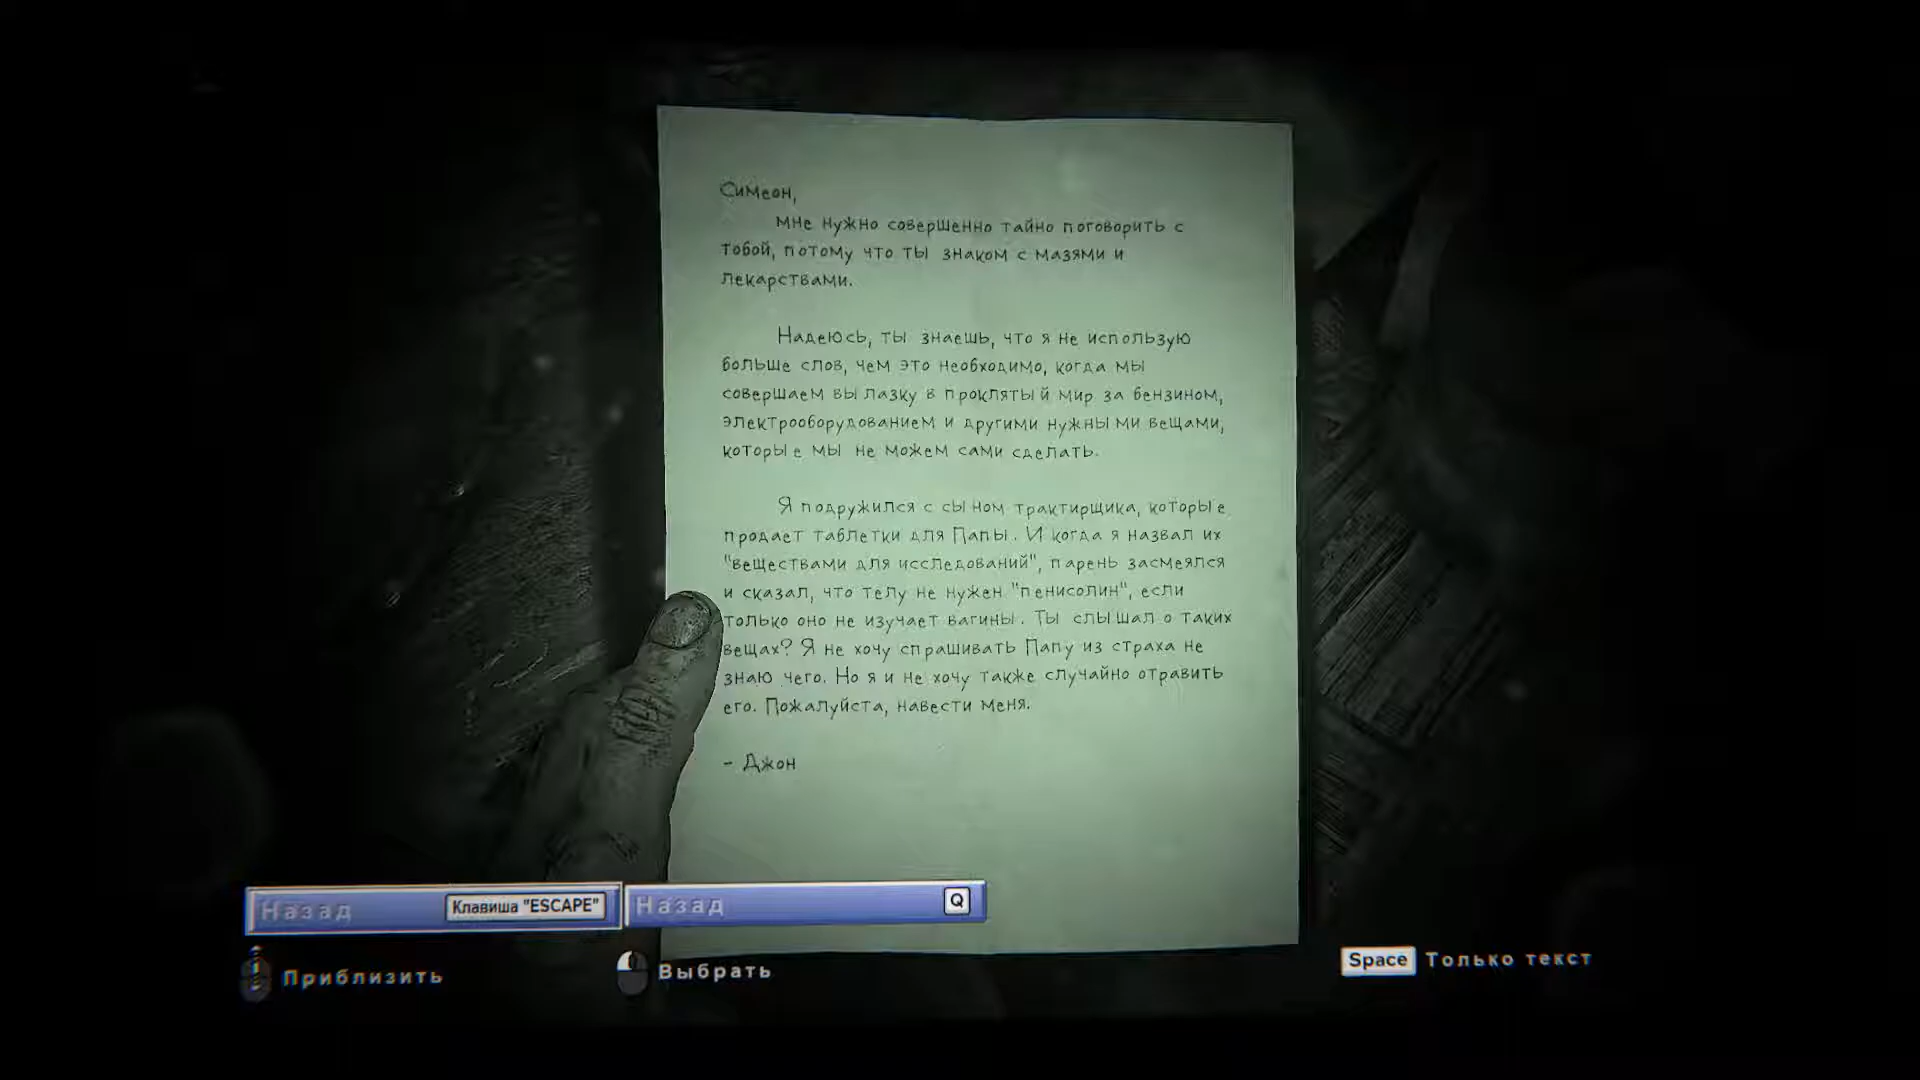 Симеон,
мне нужно совершенно тайно поговорить с
тобой, потому что ты знаком с мазями и
лекарствами.
Надеюсь, ты знаешь, что я не использую
больше слов, чем это необходимо, когда мы
совершаем вылазку в проклятый мир за бензином,
электрооборудованием и другими нужными вещами,
которые мы не можем сами сделать.
Я подружился с сыном трактирщика, которые
продает таблетки для Папы. И когда я назвал их
"веществами для исследований", парень засмеялся
и сказал, что телу не нужен "пенисолин", если
только оно не изучает вагины. Ты слышал о таких
вещах? Я не хочу спрашивать Папу из страха не
знаю чего. Но я и не хочу также случайно отравить
его. Пожалуйста, навести меня.
- Джон
Назад Клавиша "ESCAPE" Назад Q
Приблизить Выбрать Space Только текст